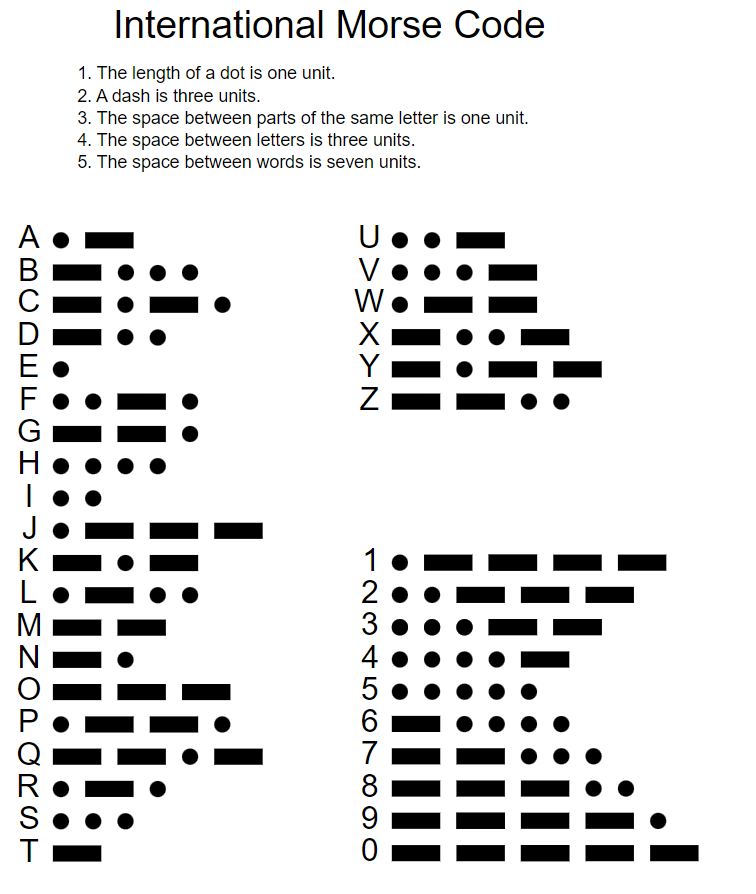 International Morse Code
1. The length of a dot is one unit.
2. A dash is three units.
3. The space between parts of the same letter is one unit.
4. The space between letters is three units.
5. The space between words is seven units.
A
B
C
D
E
F
G
H
I
J
K
L
M
N
O
P
Q
R
S
T
U
V
W
X
Y
Z
1
2
3
4
5
6
7
8
9
0